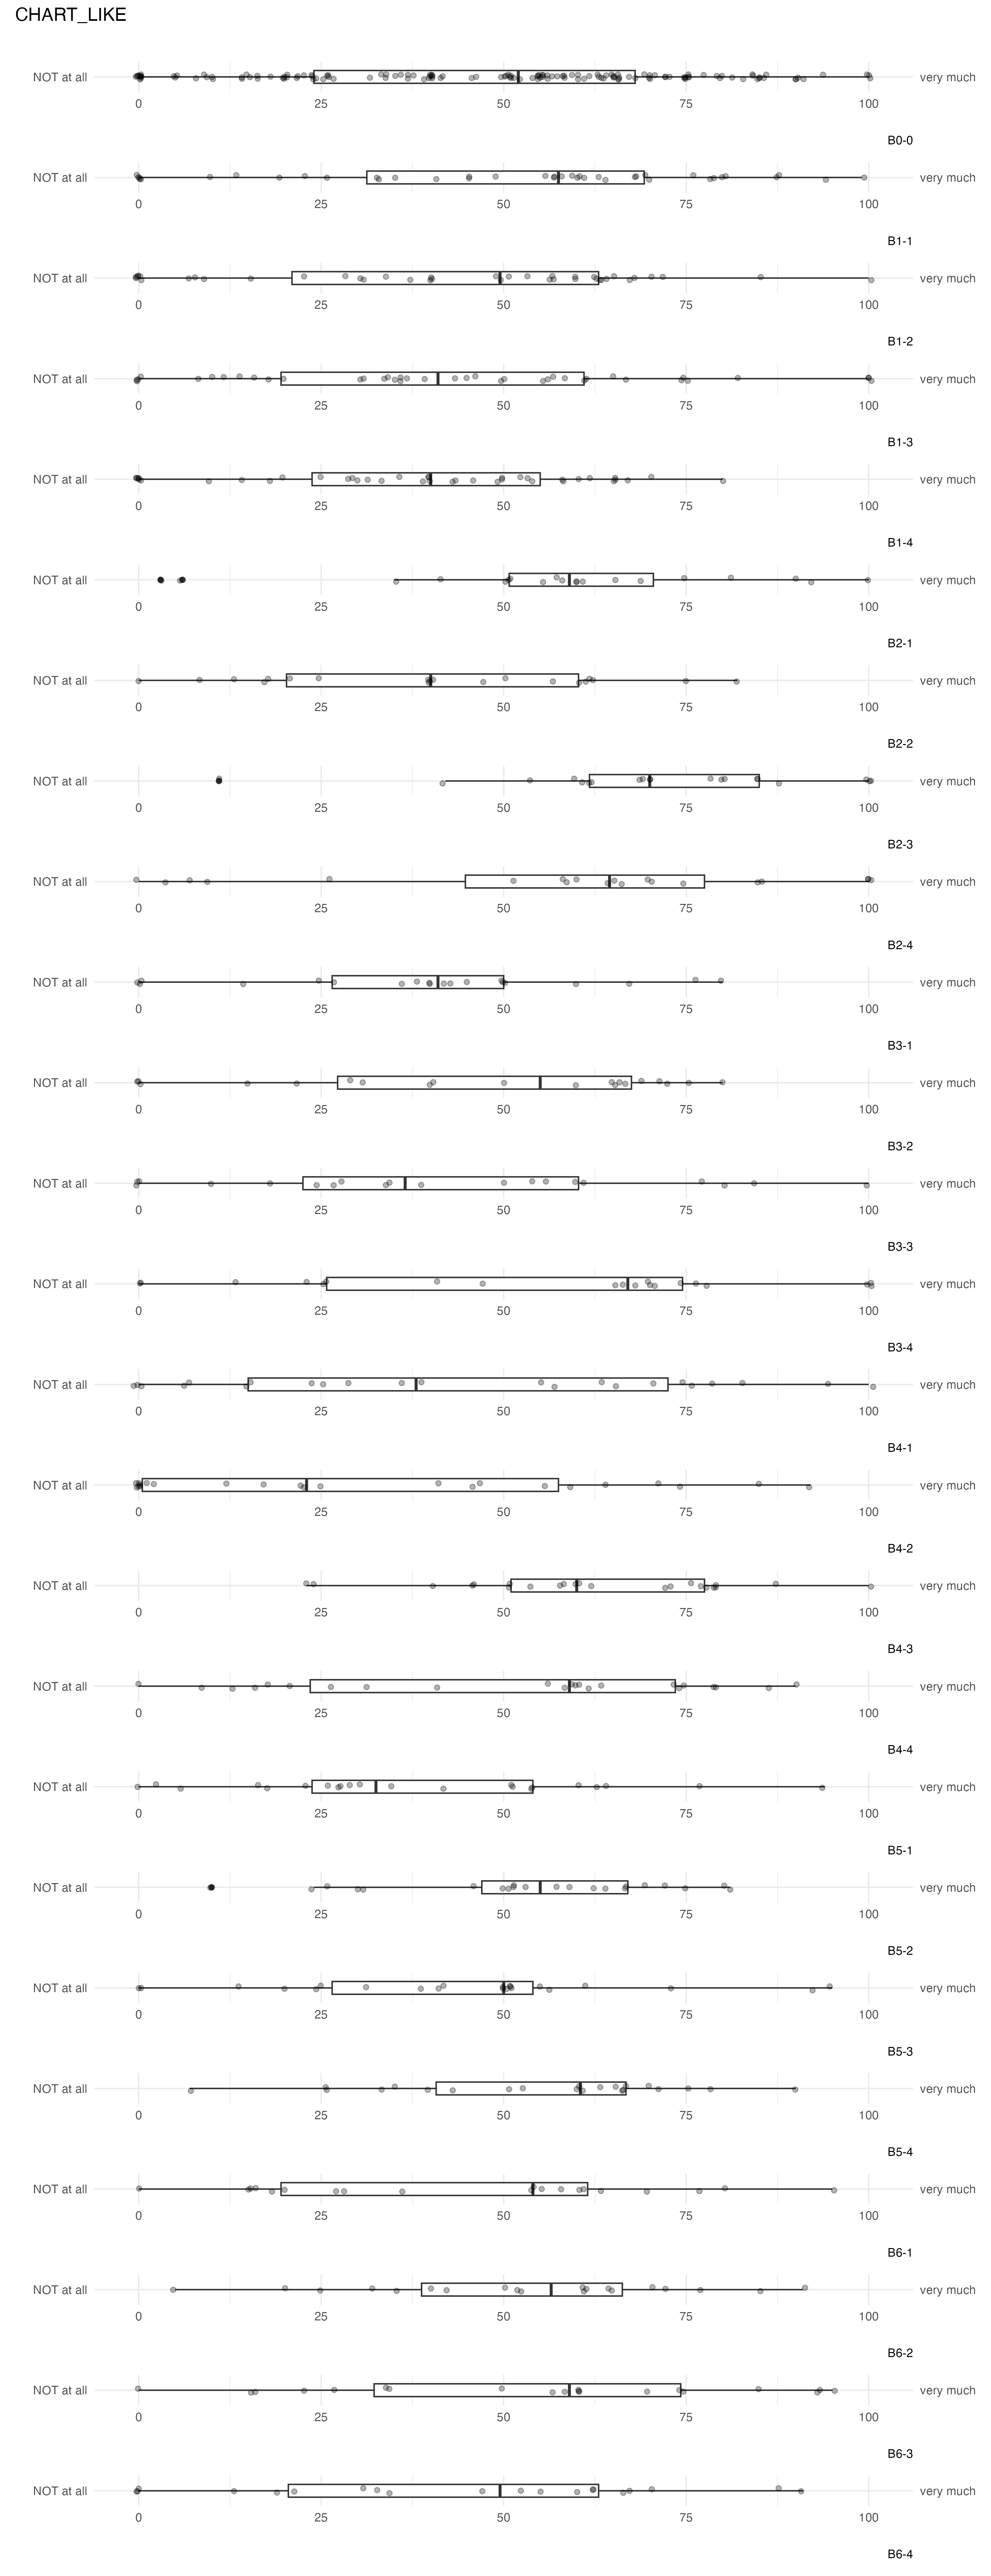 CHART_LIKE
NOT at all very much
0 25 50 75 100
B0-0
NOT at all very much
0 25 50 75 100
B1-1
NOT at all very much
0 25 50 75 100
B1-2
NOT at all very much
0 25 50 75 100
B1-3
NOT at all very much
0 25 50 75 100
B1-4
NOT at all very much
0 25 50 75 100
B2-1
NOT at all very much
0 25 50 75 100
B2-2
NOT at all very much
0 25 50 75 100
B2-3
NOT at all very much
0 25 50 75 100
B2-4
NOT at all very much
0 25 50 75 100
B3-1
NOT at all very much
0 25 50 75 100
B3-2
NOT at all very much
0 25 50 75 100
B3-3
NOT at all very much
0 25 50 75 100
B3-4
NOT at all very much
0 25 50 75 100
B4-1
NOT at all very much
0 25 50 75 100
B4-2
NOT at all very much
0 25 50 75 100
B4-3
NOT at all very much
0 25 50 75 100
B4-4
NOT at all very much
0 25 50 75 100
B5-1
NOT at all very much
0 25 50 75 100
B5-2
NOT at all very much
0 25 50 75 100
B5-3
NOT at all very much
0 25 50 75 100
B5-4
NOT at all very much
0 25 50 75 100
B6-1
NOT at all very much
0 25 50 75 100
B6-2
NOT at all very much
0 25 50 75 100
B6-3
NOT at all very much
0 25 50 75 100
B6-4